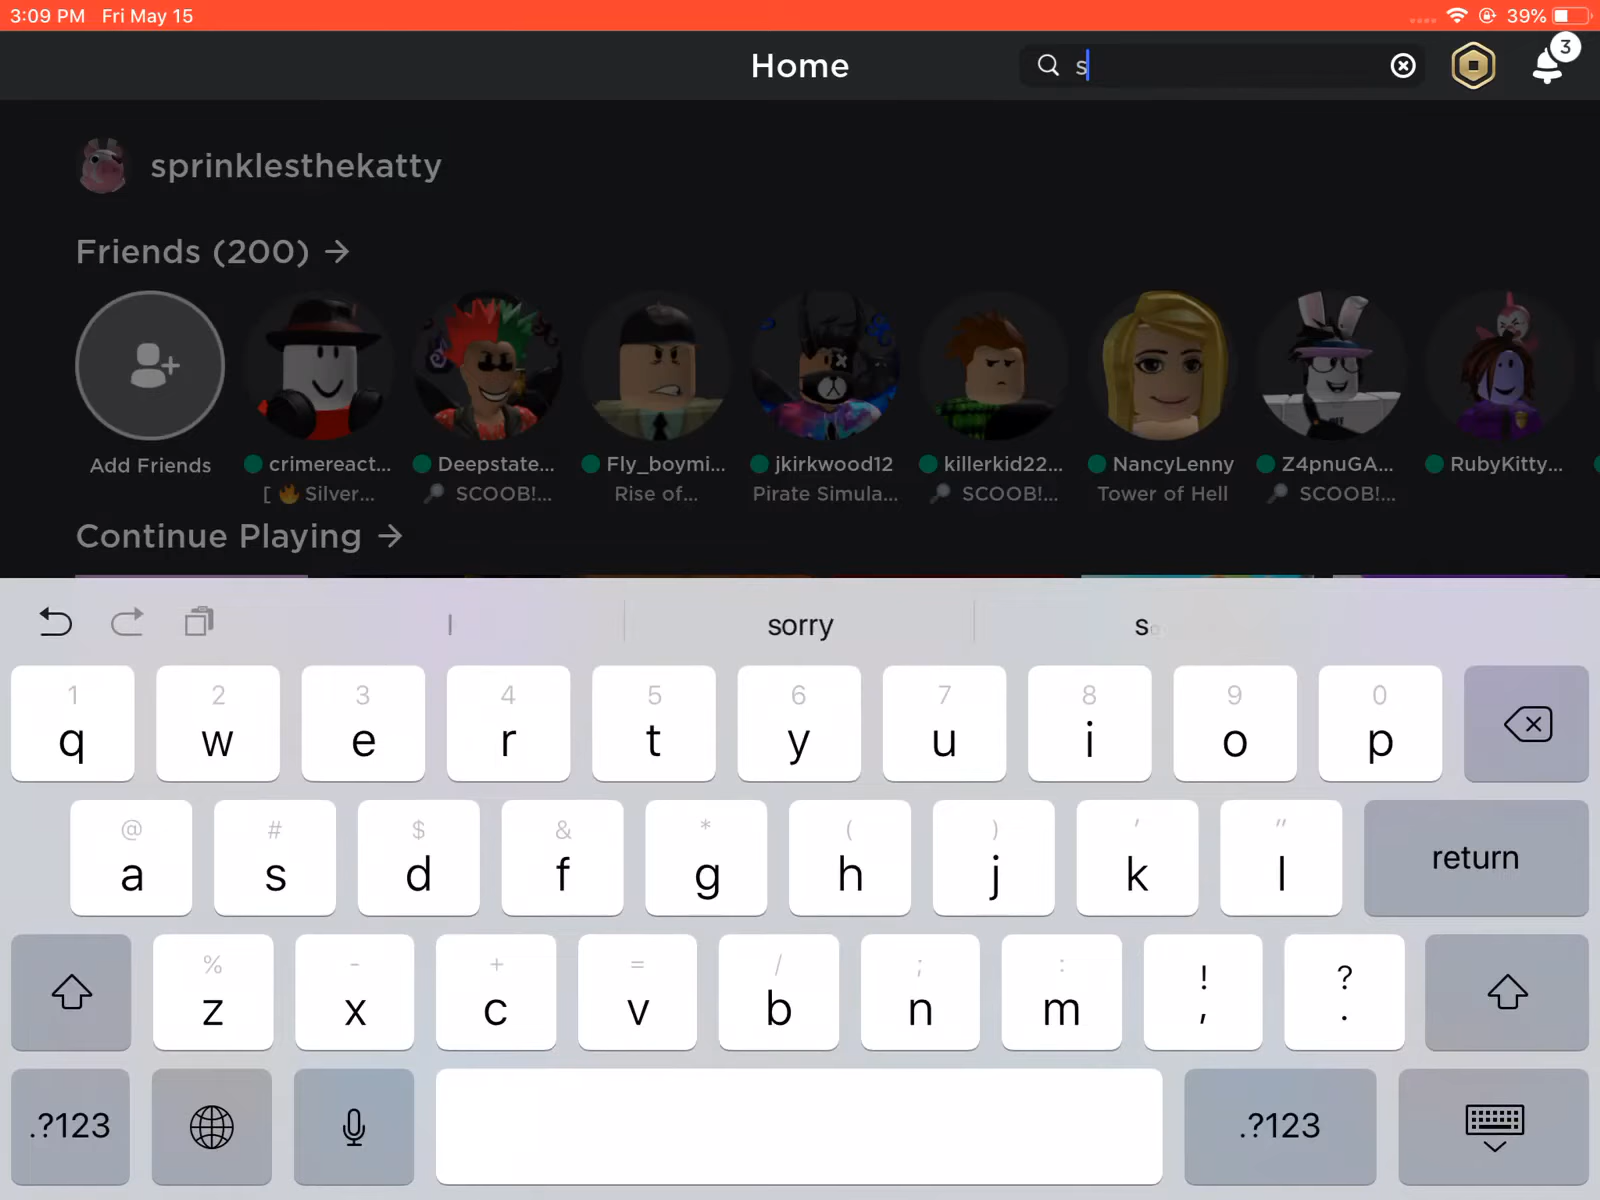 3:09 PM Fri May 15 39%
Home
s
3
sprinklesthekatty
Friends (200) →
Add Friends
crimereact... Deepstate... Fly_boymi... jkirkwood12 killerkid22... NancyLenny Z4pnuGA... RubyKitty...
[ 🔥 Silver... 🔎 SCOOB!... Rise of... Pirate Simula... 🔎 SCOOB!... Tower of Hell 🔎 SCOOB!...
Continue Playing →
I sorry s
1 2 3 4 5 6 7 8 9 0
q w e r t y u i o p
@ # $ & * ( ) ' "
a s d f g h j k l return
% - + = / ; : ! ?
z x c v b n m , .
.?123 .?123